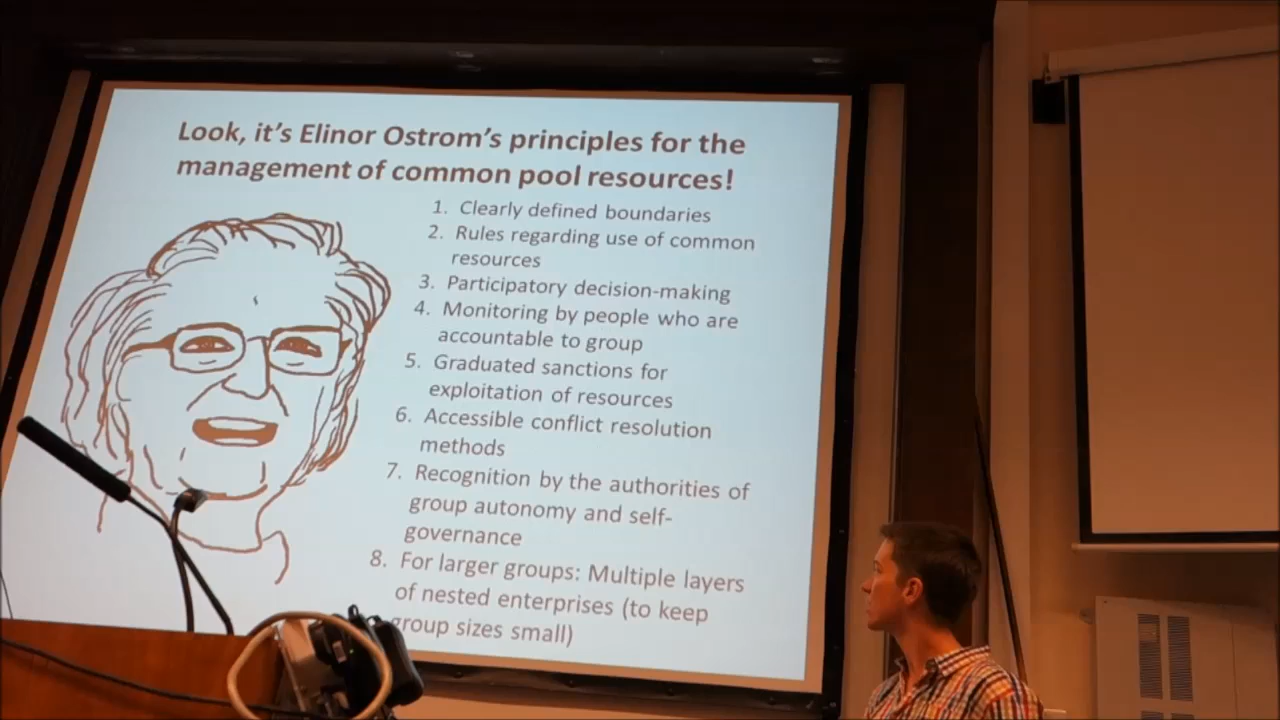 Look, it's Elinor Ostrom's principles for the
management of common pool resources!
1. Clearly defined boundaries
2. Rules regarding use of common
resources
3. Participatory decision-making
4. Monitoring by people who are
accountable to group
5. Graduated sanctions for
exploitation of resources
6. Accessible conflict resolution
methods
7. Recognition by the authorities of
group autonomy and self-
governance
8. For larger groups: Multiple layers
of nested enterprises (to keep
group sizes small)